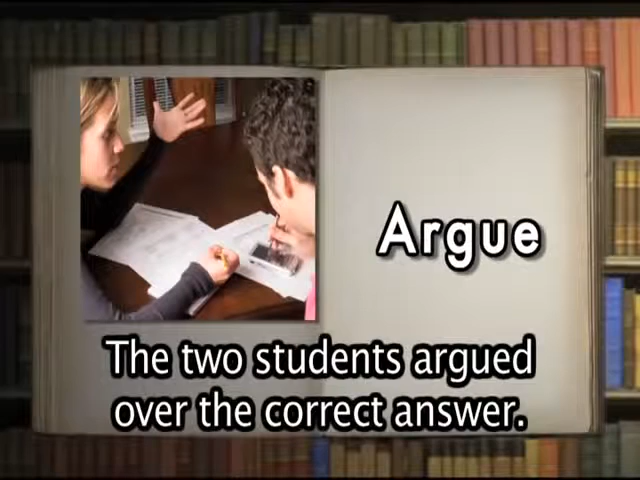 Argue
The two students argued
over the correct answer.